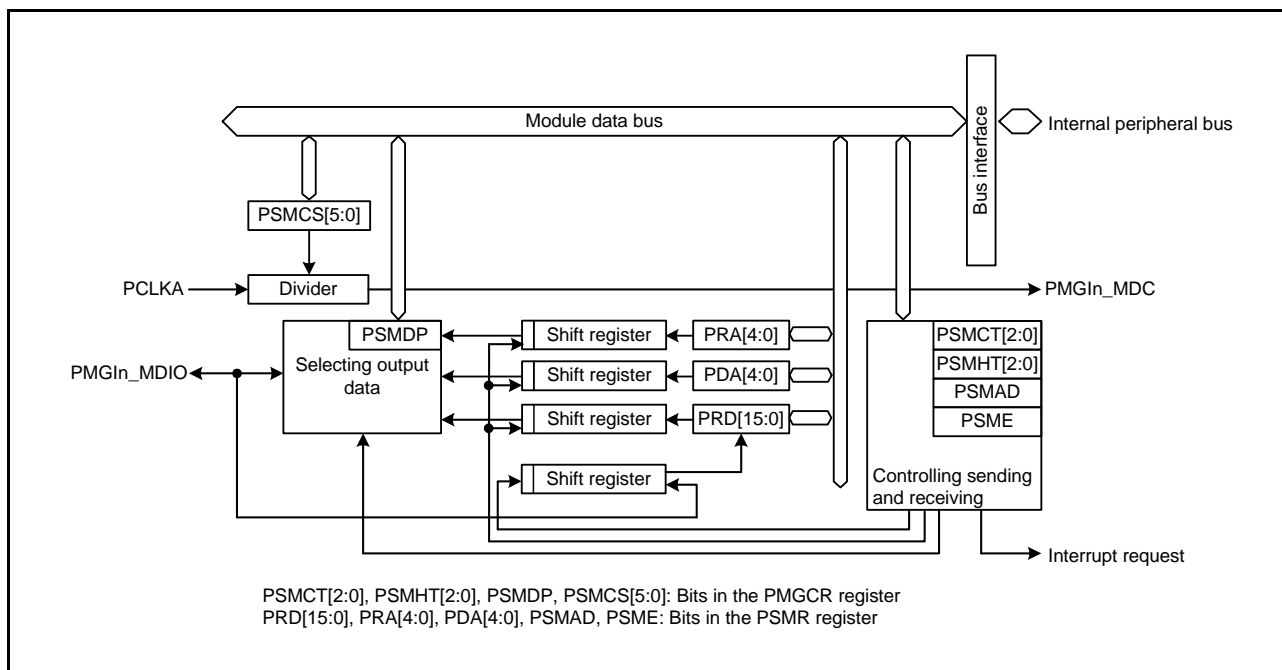 Module data bus
Bus interface
Internal peripheral bus
PSMCS[5:0]
PCLKA
Divider
PMGIn_MDC
PSMDP
Selecting output
data
PMGIn_MDIO
Shift register
PRA[4:0]
Shift register
PDA[4:0]
Shift register
PRD[15:0]
Shift register
PSMCT[2:0]
PSMHT[2:0]
PSMAD
PSME
Controlling sending
and receiving
Interrupt request
PSMCT[2:0], PSMHT[2:0], PSMDP, PSMCS[5:0]: Bits in the PMGCR register
PRD[15:0], PRA[4:0], PDA[4:0], PSMAD, PSME: Bits in the PSMR register